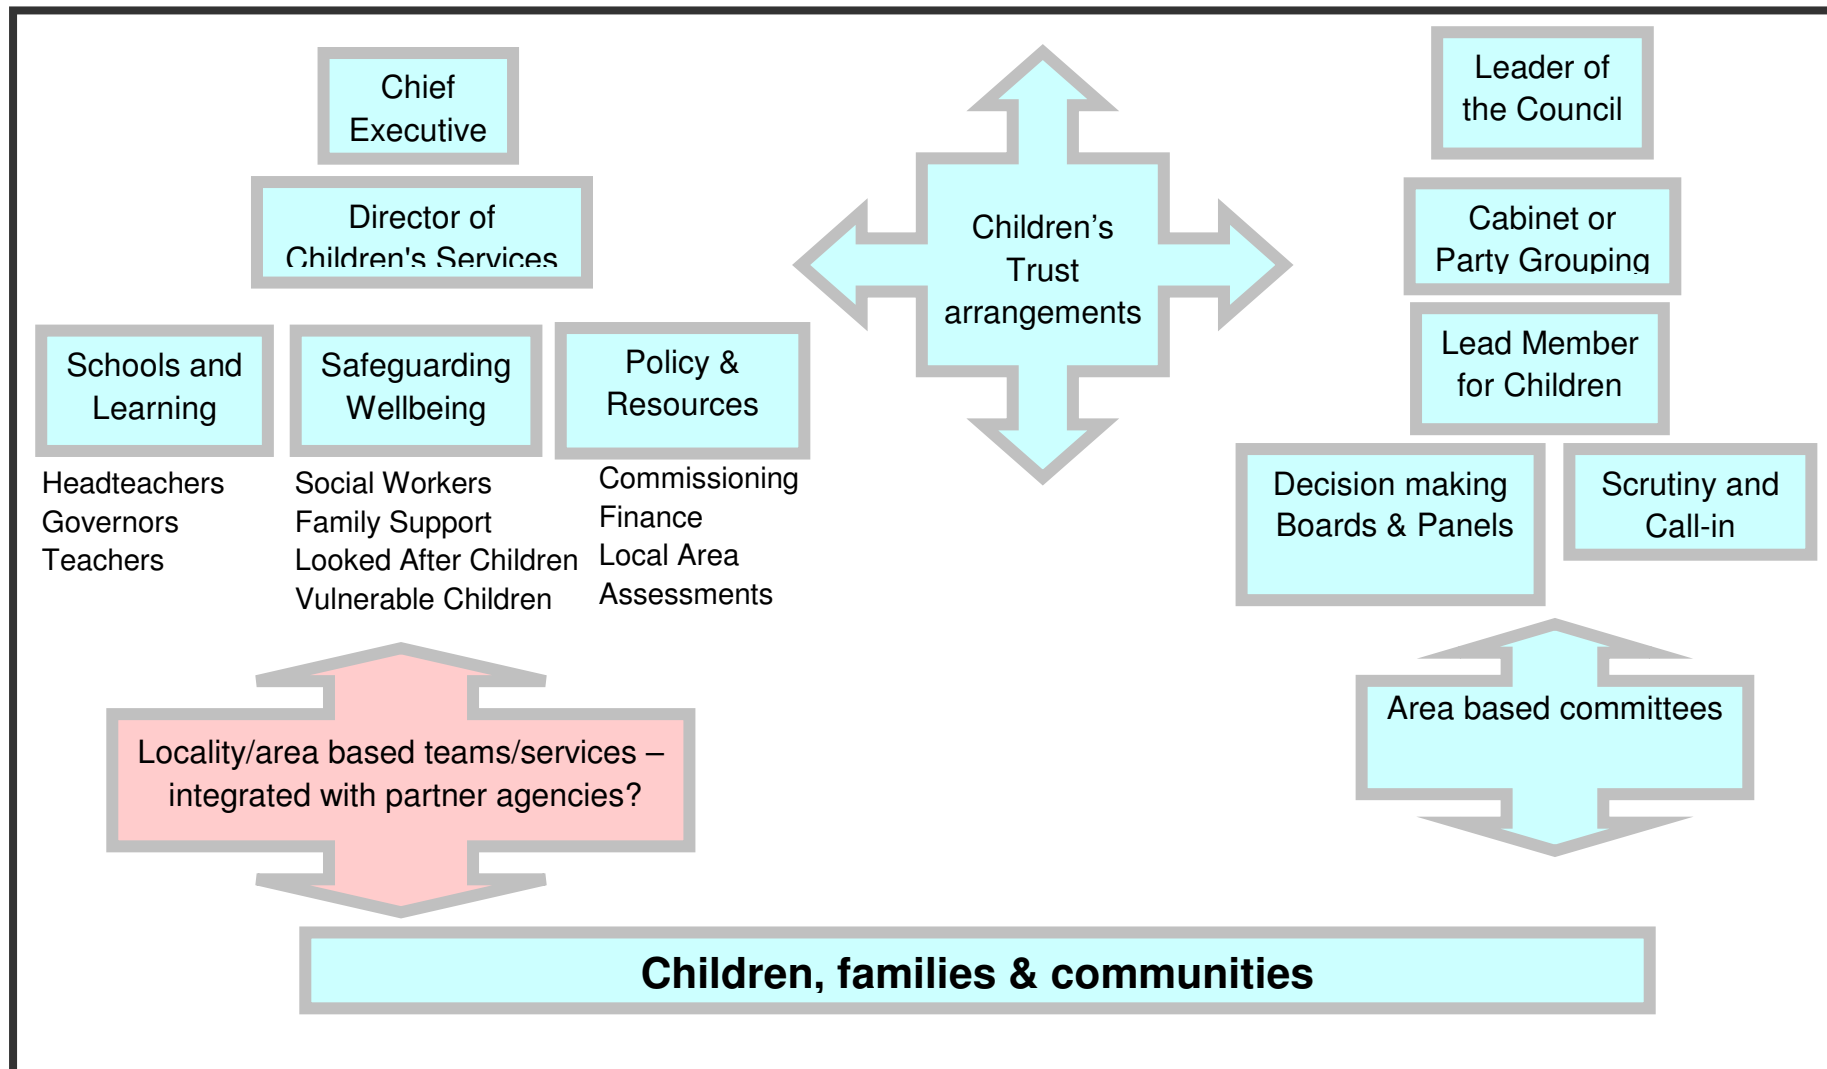 Chief
Executive
Director of
Children's Services
Schools and
Learning
Headteachers
Governors
Teachers
Safeguarding
Wellbeing
Social Workers
Family Support
Looked After Children
Vulnerable Children
Policy &
Resources
Commissioning
Finance
Local Area
Assessments
Locality/area based teams/services –
integrated with partner agencies?
Children’s
Trust
arrangements
Leader of
the Council
Cabinet or
Party Grouping
Lead Member
for Children
Decision making
Boards & Panels
Scrutiny and
Call-in
Area based committees
Children, families & communities